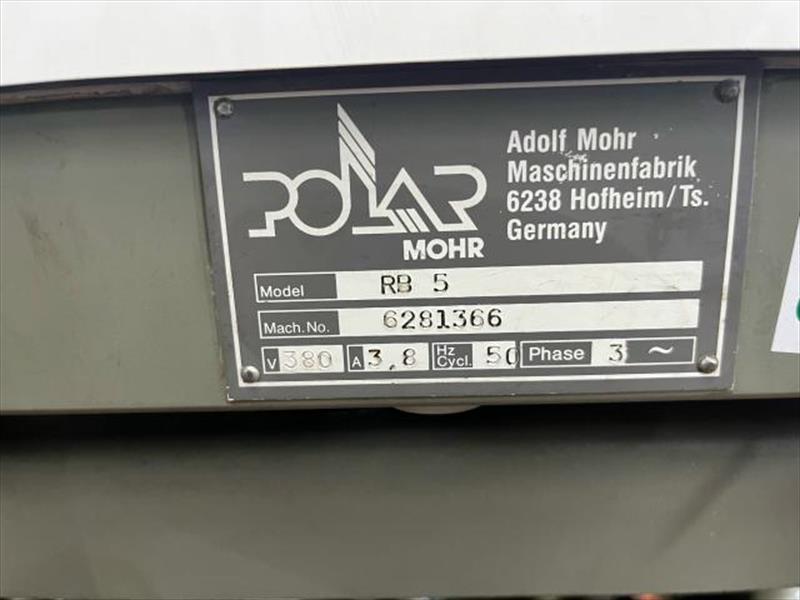 POLAR
MOHR
Adolf Mohr
Maschinenfabrik
6238 Hofheim/Ts.
Germany
Model RB 5
Mach.No. 6281366
V 380 A 3,8 Hz Cycl. 50 Phase 3 ~